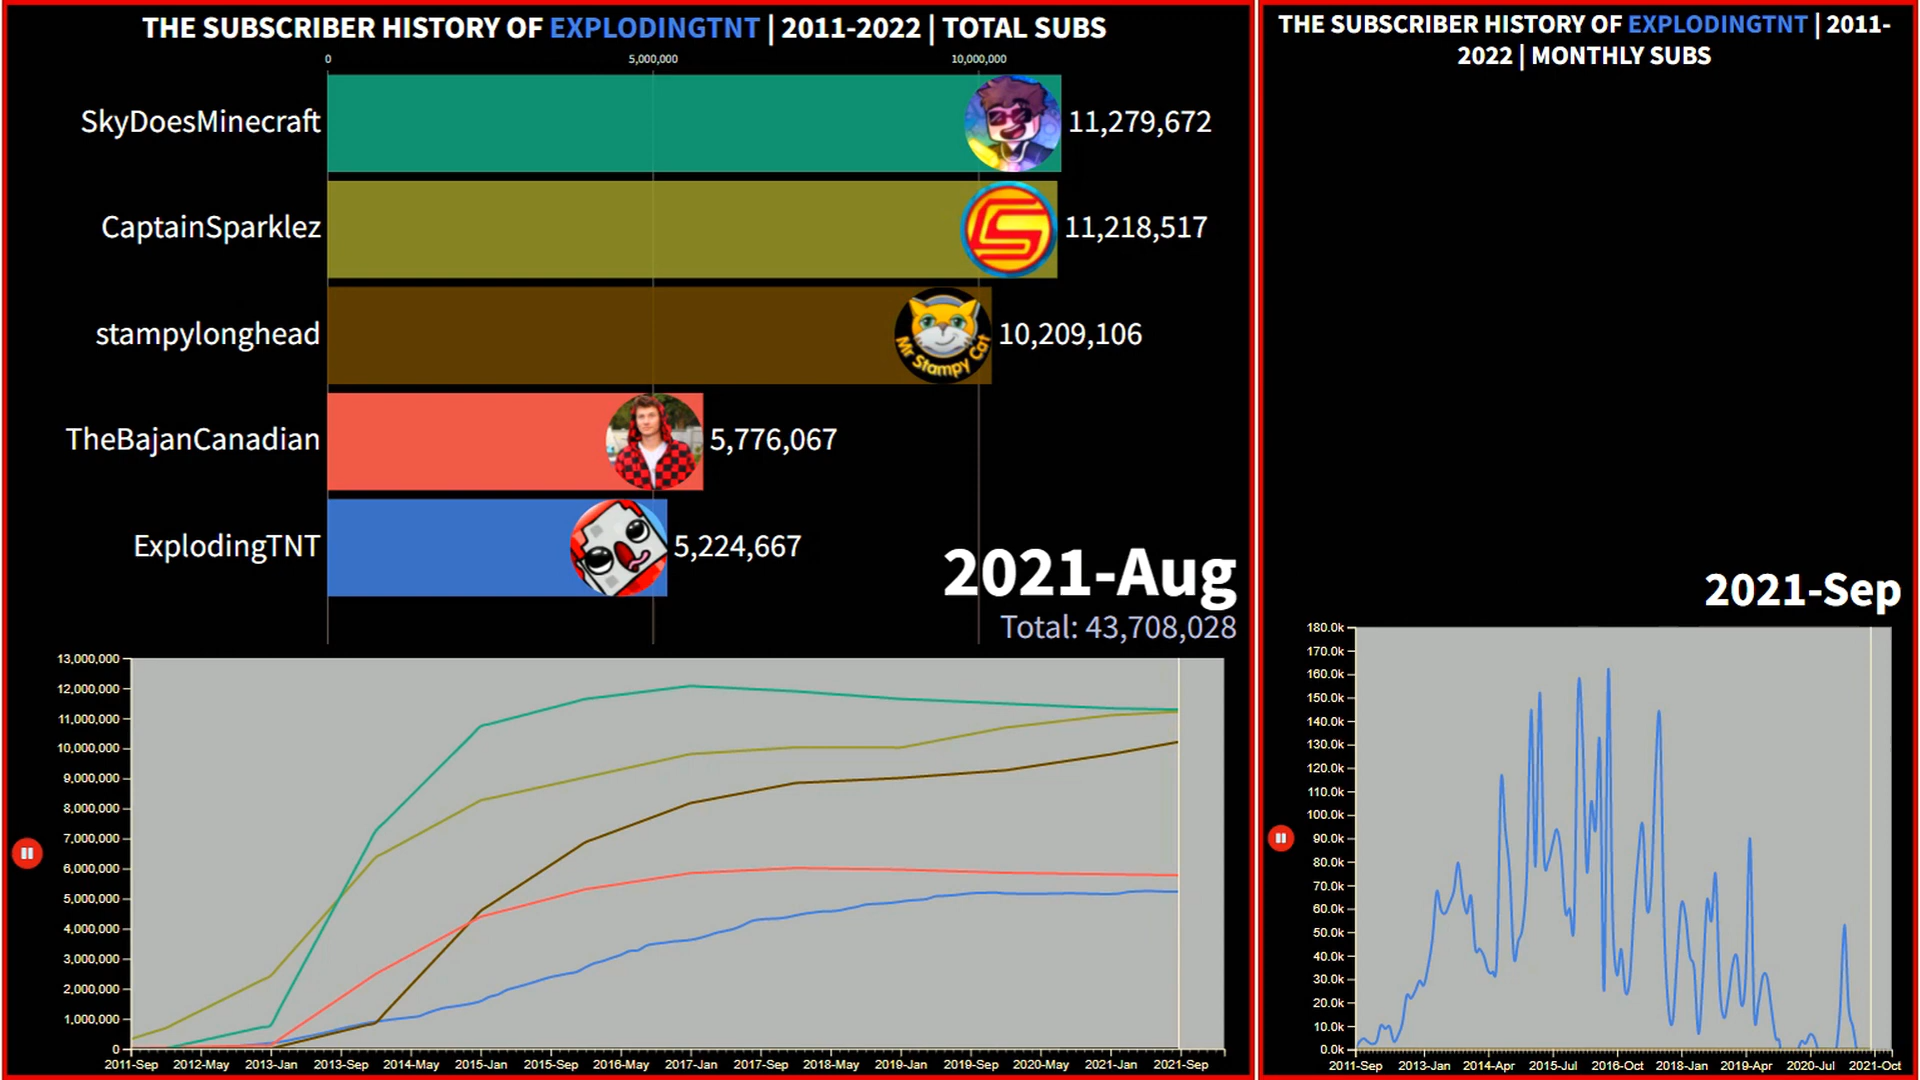 THE SUBSCRIBER HISTORY OF EXPLODINGTNT | 2011-2022 | TOTAL SUBS
0 5,000,000 10,000,000
SkyDoesMinecraft 11,279,672
CaptainSparklez 11,218,517
stampylonghead Mr Stampy Cat 10,209,106
TheBajanCanadian 5,776,067
ExplodingTNT 5,224,667
2021-Aug
Total: 43,708,028
13,000,000
12,000,000
11,000,000
10,000,000
9,000,000
8,000,000
7,000,000
6,000,000
5,000,000
4,000,000
3,000,000
2,000,000
1,000,000
0
2011-Sep 2012-May 2013-Jan 2013-Sep 2014-May 2015-Jan 2015-Sep 2016-May 2017-Jan 2017-Sep 2018-May 2019-Jan 2019-Sep 2020-May 2021-Jan 2021-Sep
THE SUBSCRIBER HISTORY OF EXPLODINGTNT | 2011-
2022 | MONTHLY SUBS
2021-Sep
180.0k
170.0k
160.0k
150.0k
140.0k
130.0k
120.0k
110.0k
100.0k
90.0k
80.0k
70.0k
60.0k
50.0k
40.0k
30.0k
20.0k
10.0k
0.0k
2011-Sep 2013-Jan 2014-Apr 2015-Jul 2016-Oct 2018-Jan 2019-Apr 2020-Jul 2021-Oct